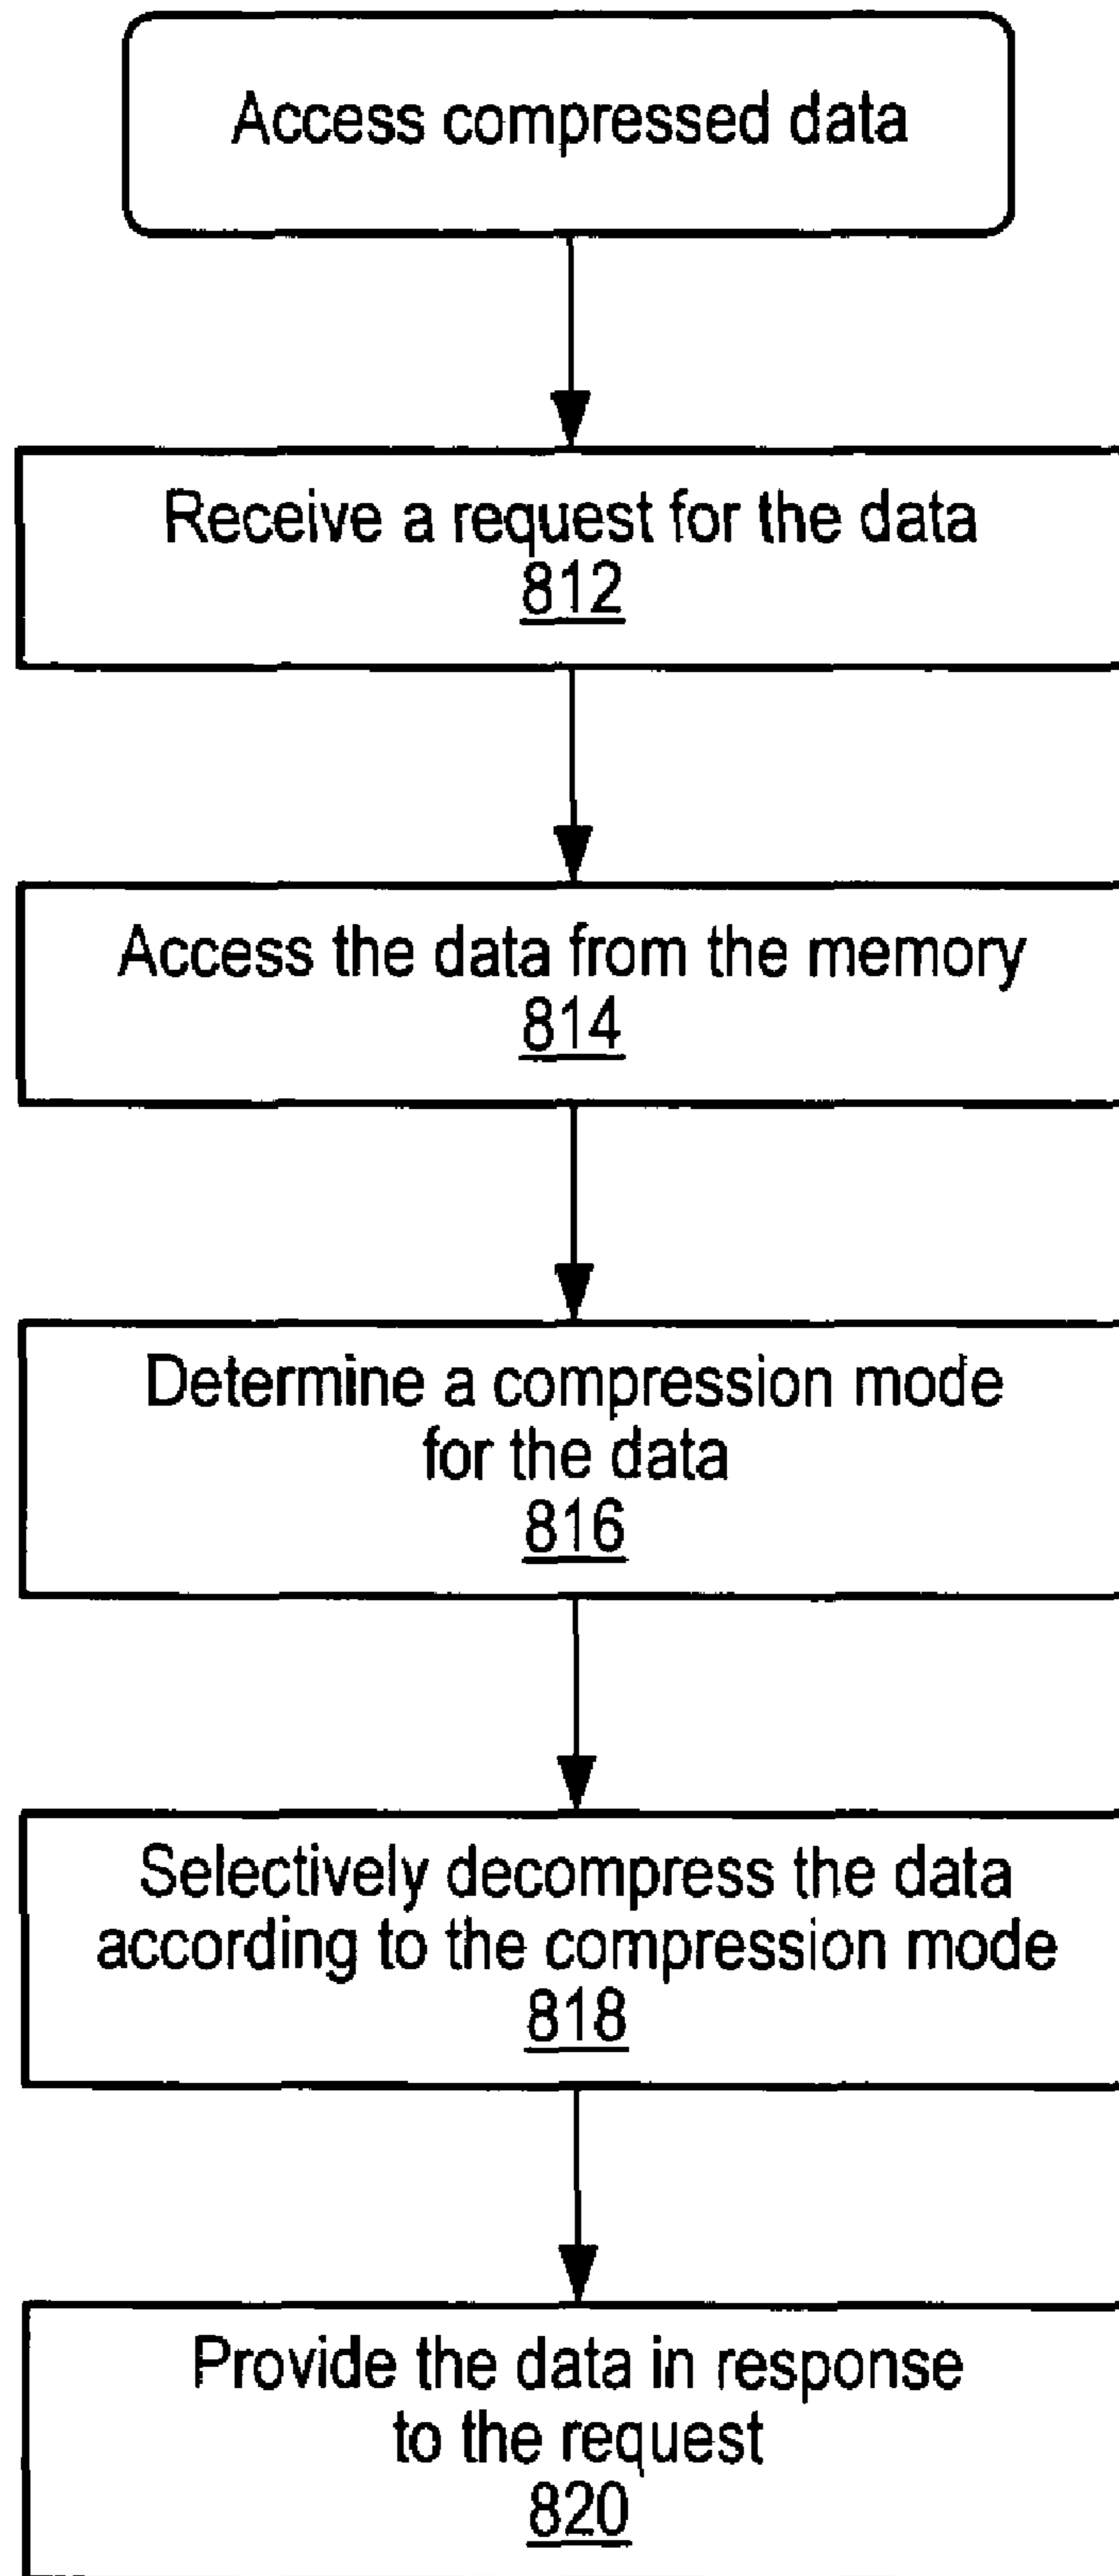 Access compressed data
Receive a request for the data
812
Access the data from the memory
814
Determine a compression mode
for the data
816
Selectively decompress the data
according to the compression mode
818
Provide the data in response
to the request
820